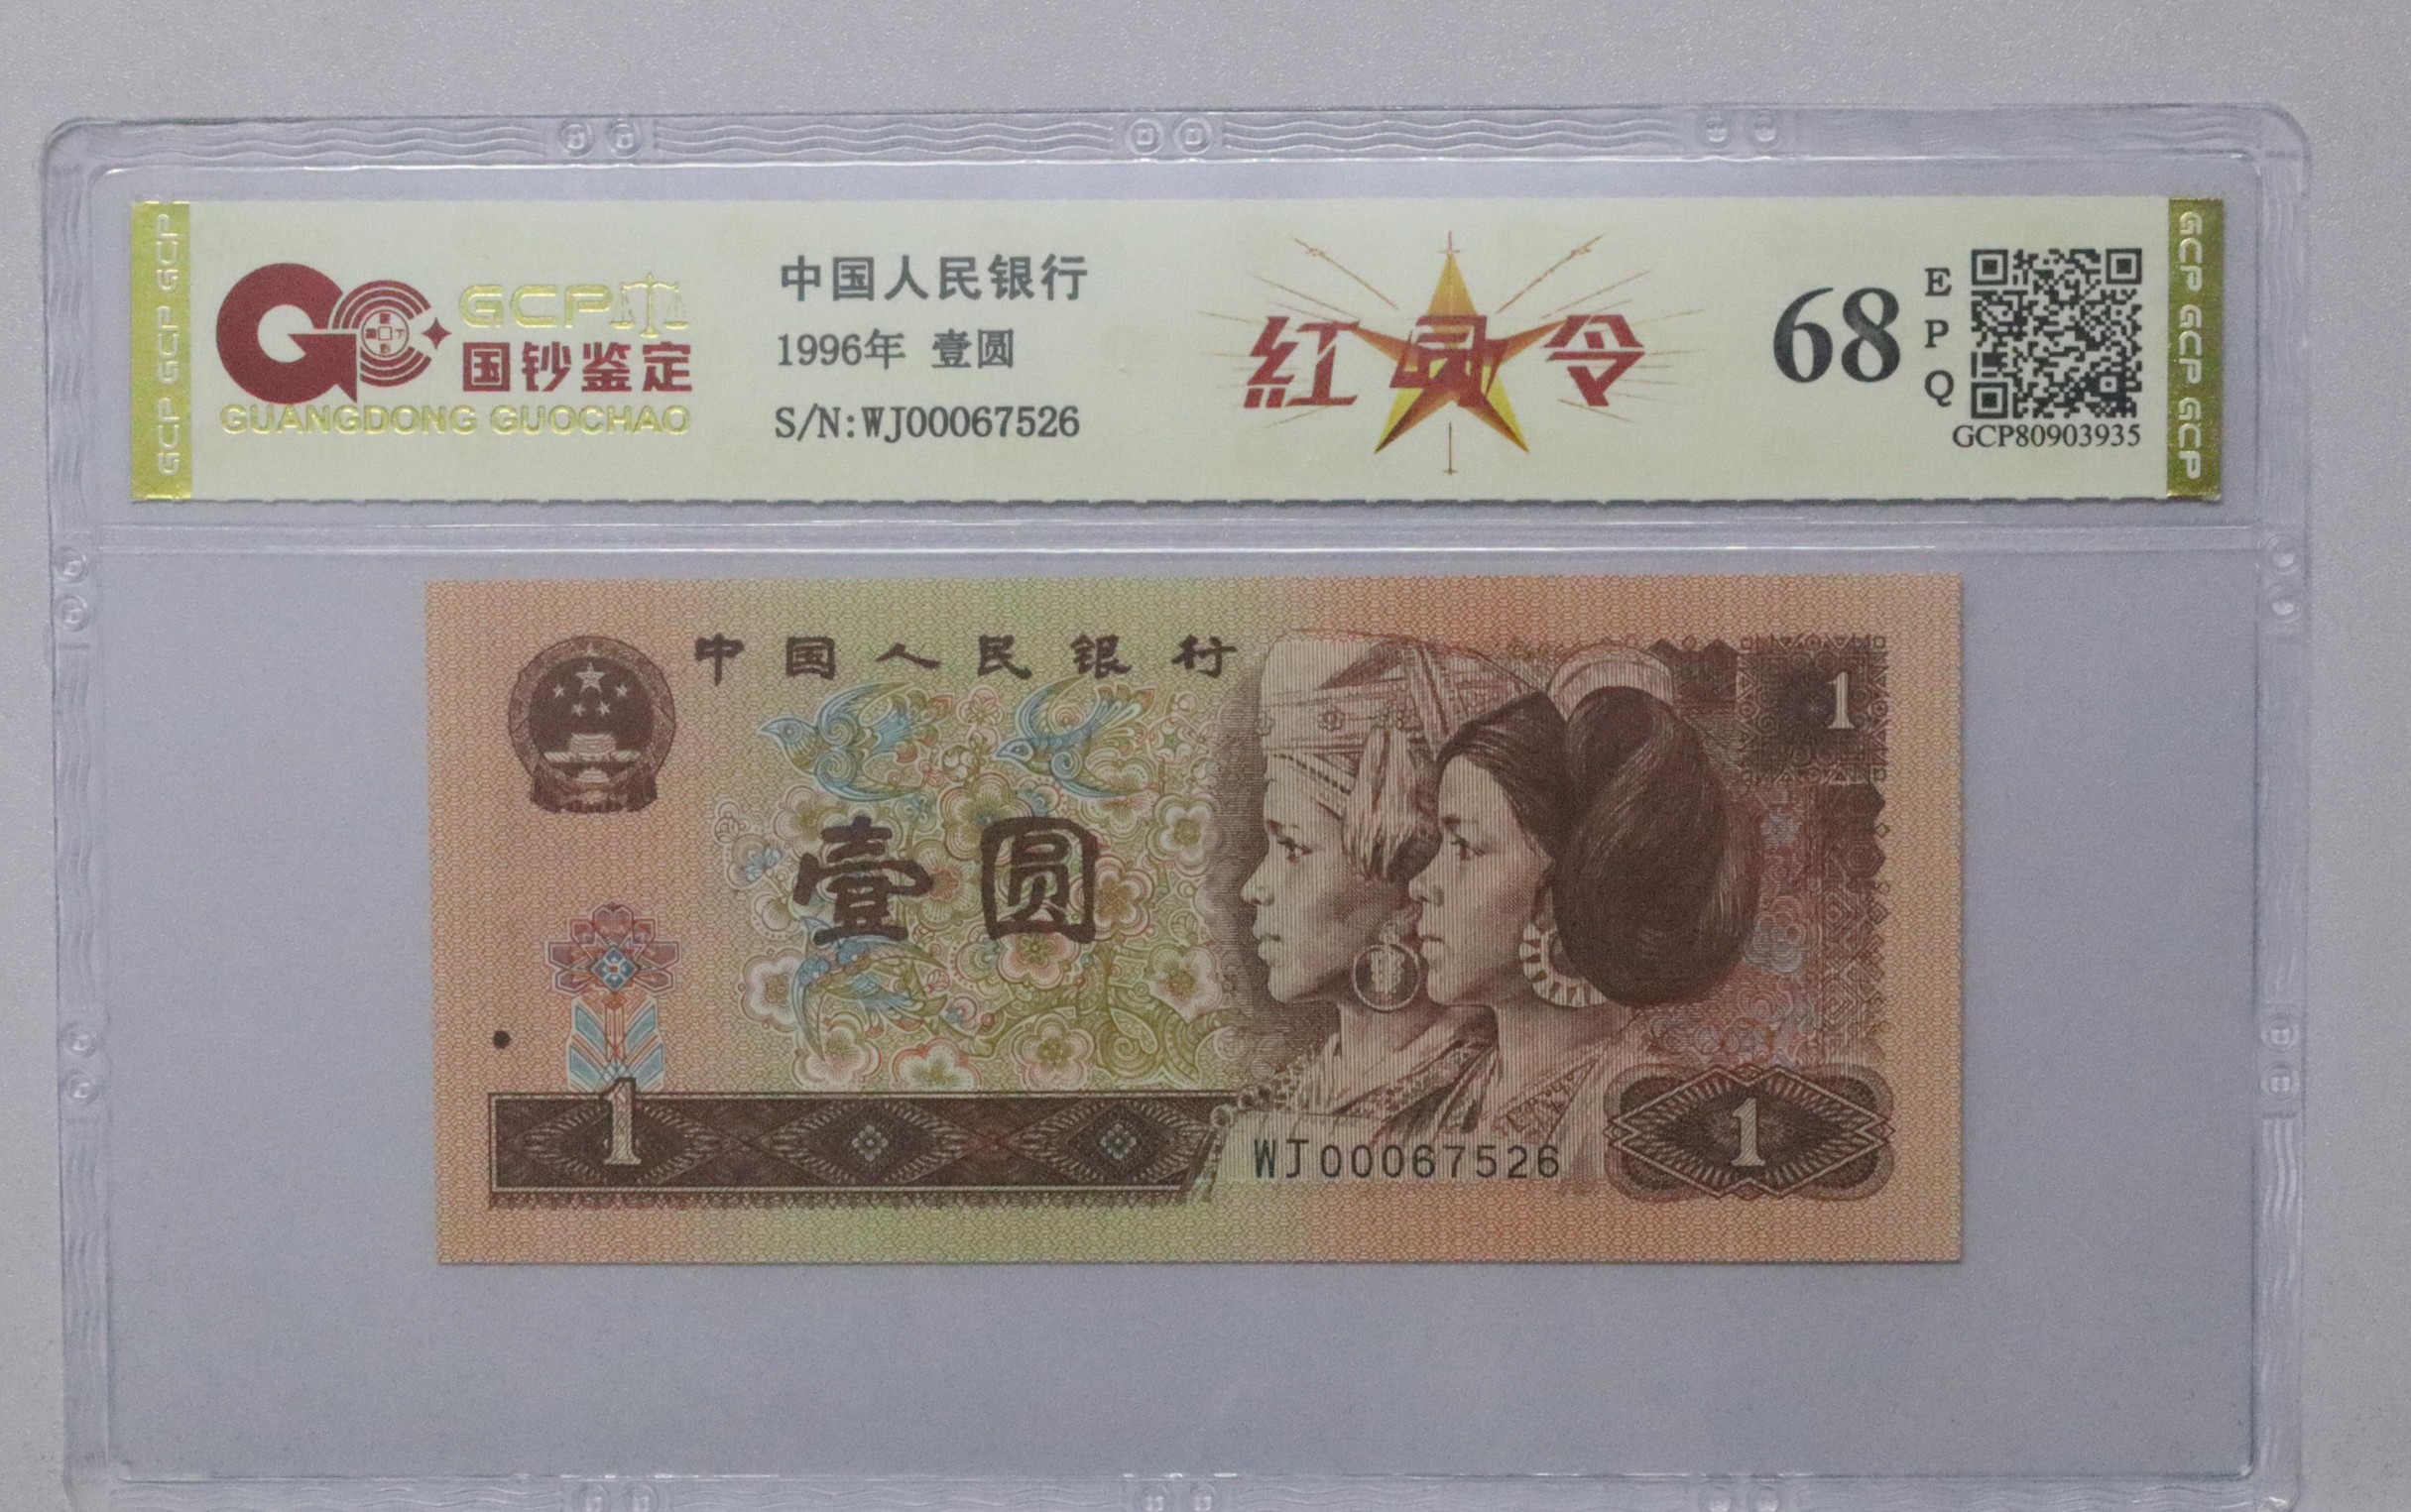 GCP GCP GCP
GCP
国钞鉴定
GUANGDONG GUOCHAO
中国人民银行
1996年 壹圆
S/N:WJ00067526
紅 令
68
E
P
Q
GCP80903935
GCP GCP GCP GCP
中国人民银行
1
壹圆
1
WJ00067526
1